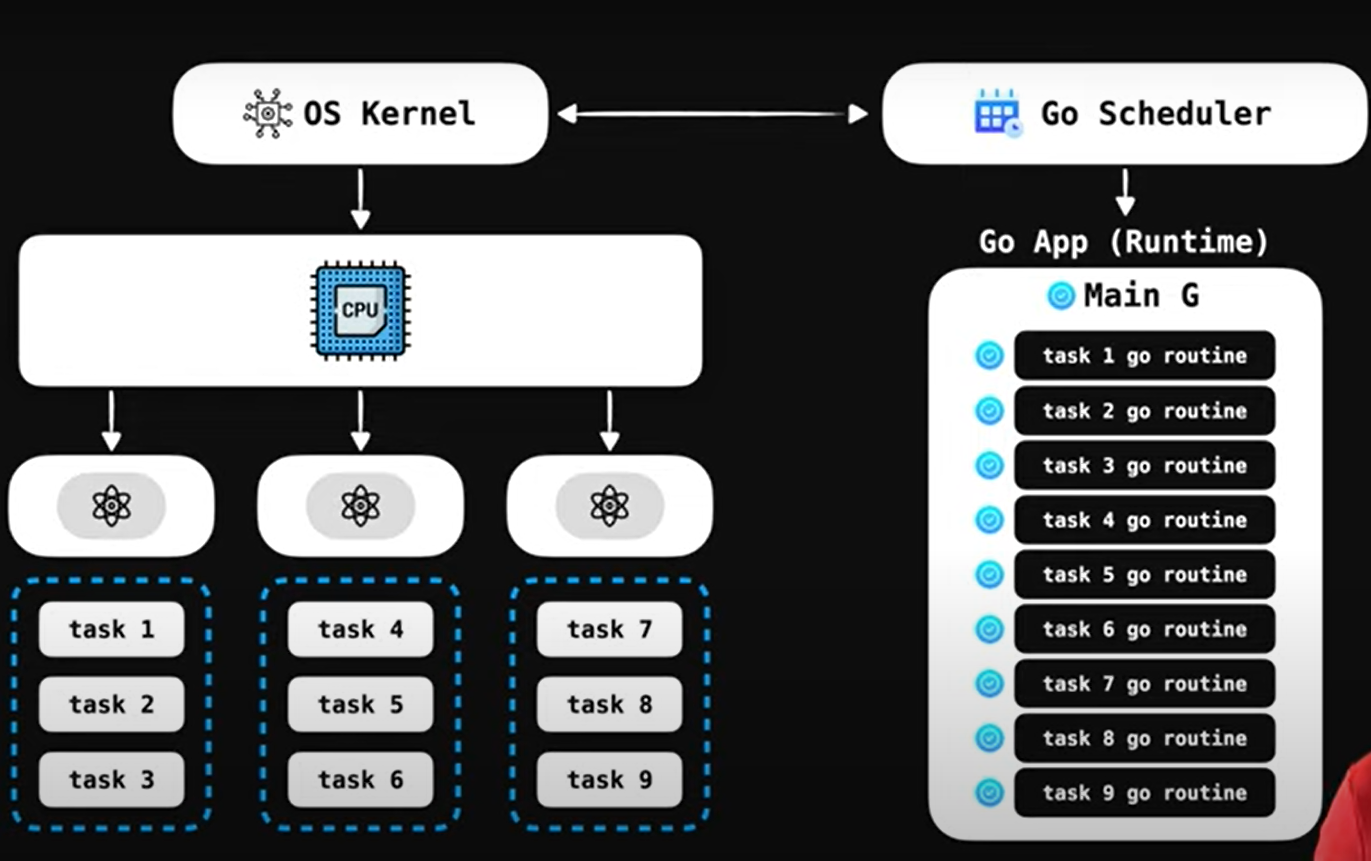 OS Kernel
Go Scheduler
Go App (Runtime)
CPU
Main G
task 1 go routine
task 2 go routine
task 3 go routine
task 4 go routine
task 5 go routine
task 6 go routine
task 7 go routine
task 8 go routine
task 9 go routine
task 1
task 2
task 3
task 4
task 5
task 6
task 7
task 8
task 9